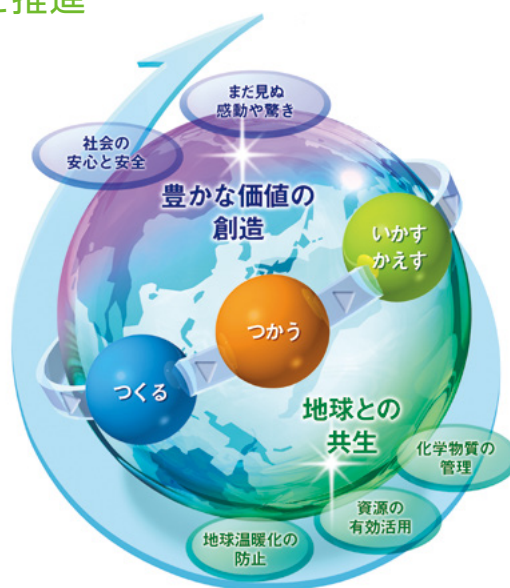 と推進
まだ見ぬ
感動や驚き
社会の
安心と安全
豊かな価値の
創造
いかす
かえす
つかう
つくる
地球との
共生
化学物質の
管理
資源の
有効活用
地球温暖化の
防止